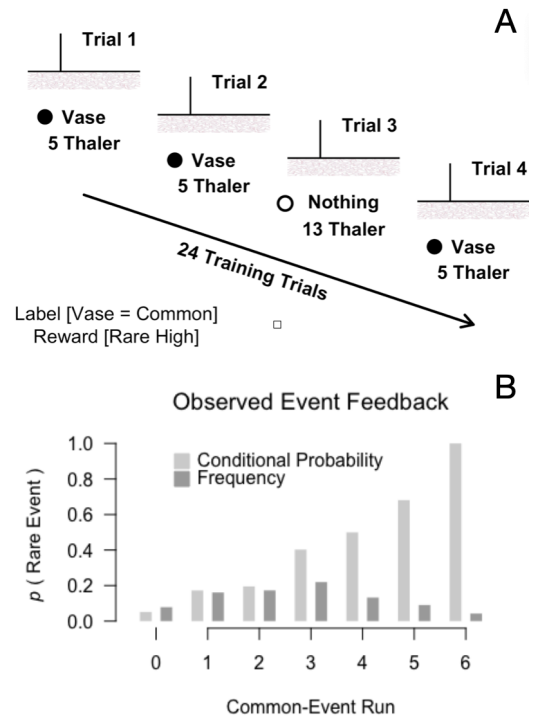 A
Trial 1
Vase
5 Thaler
Trial 2
Vase
5 Thaler
Trial 3
Nothing
13 Thaler
Trial 4
Vase
5 Thaler
24 Training Trials
Label [Vase = Common]
Reward [Rare High]
B
Observed Event Feedback
Conditional Probability
Frequency
p ( Rare Event )
1.0
0.8
0.6
0.4
0.2
0.0
0 1 2 3 4 5 6
Common-Event Run